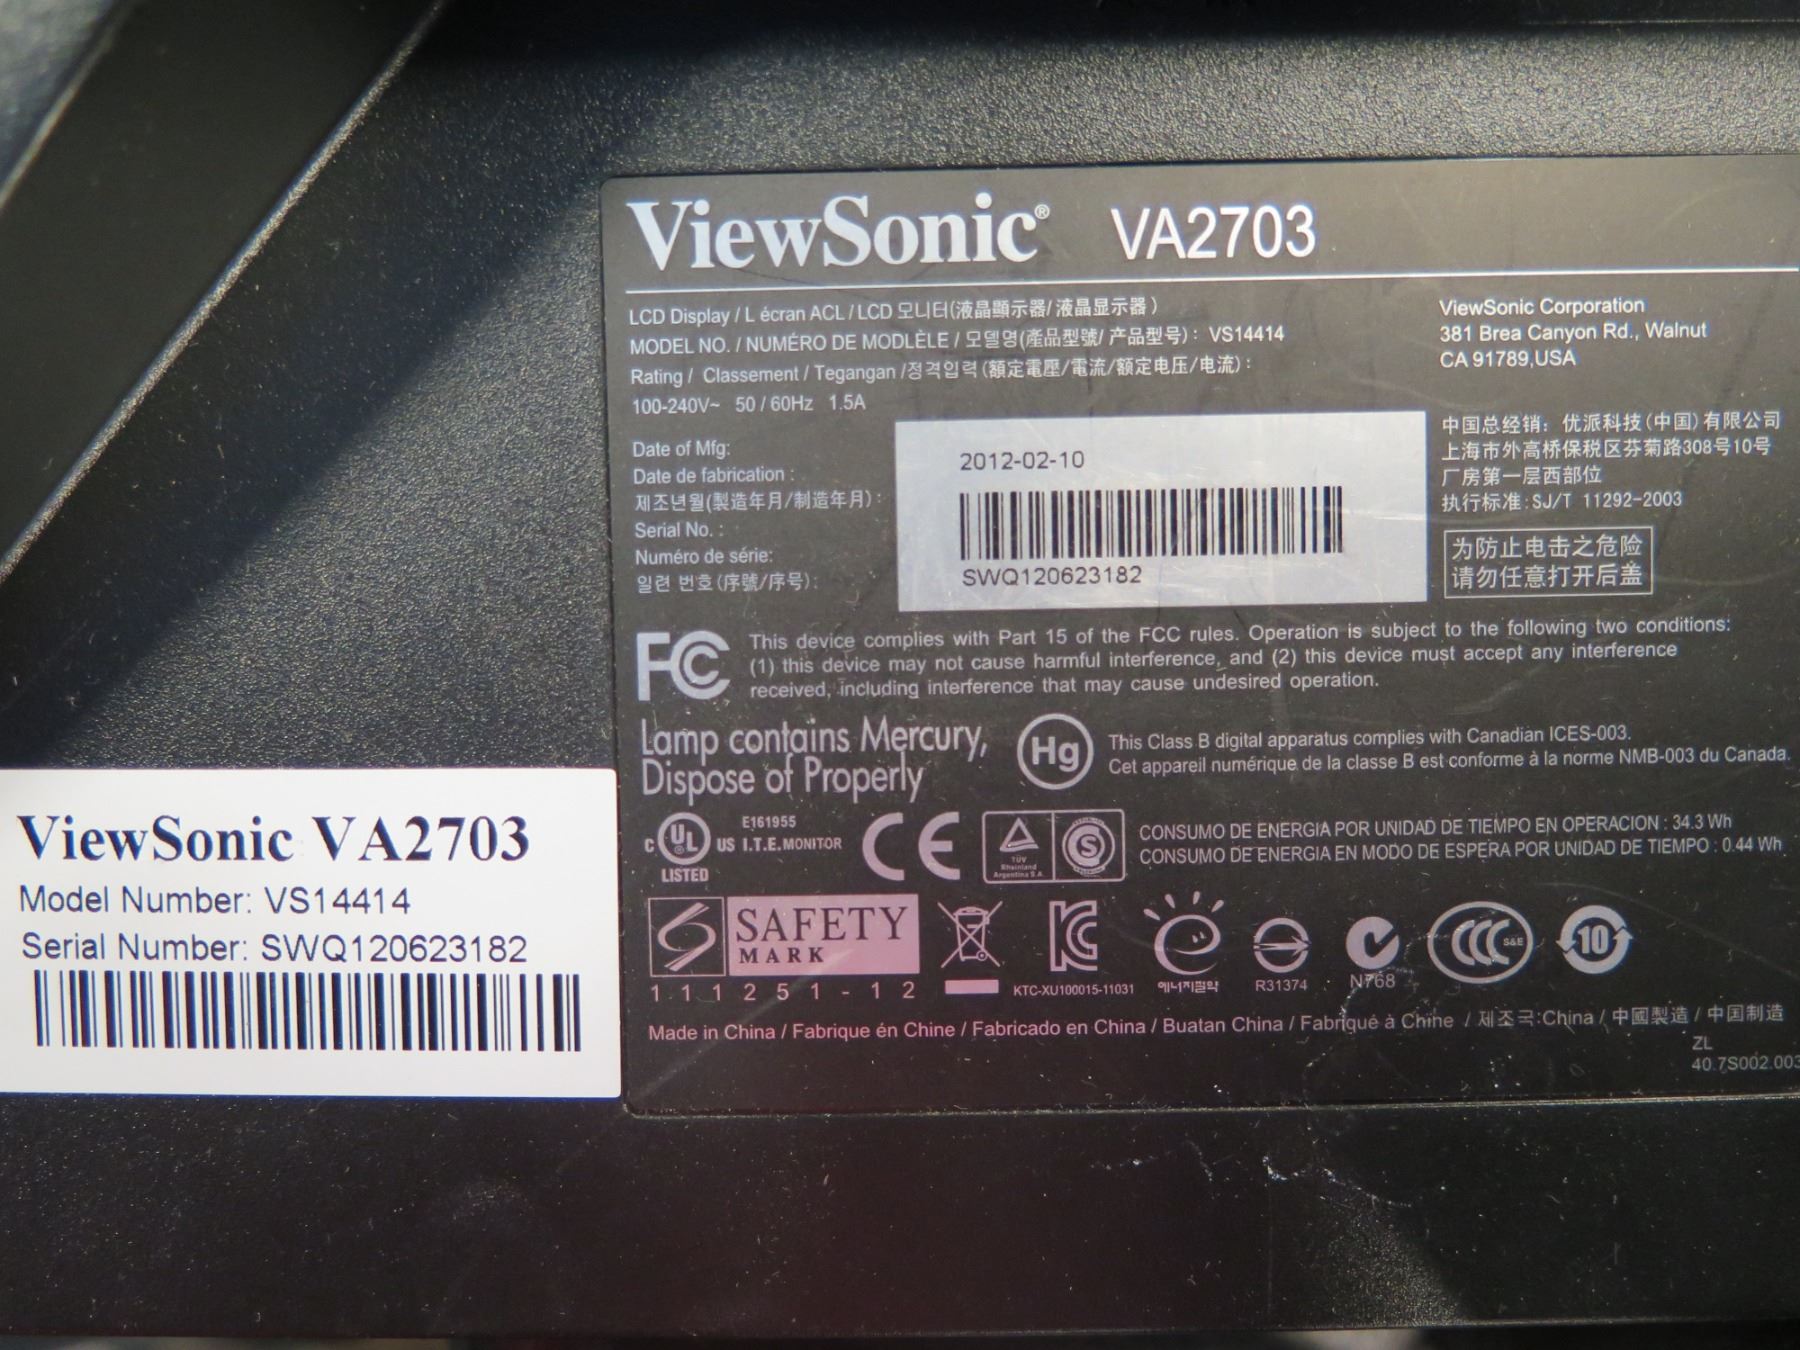 ViewSonic® VA2703
LCD Display / L écran ACL / LCD 모니터(液晶顯示器/ 液晶显示器 )
MODEL NO. / NUMÉRO DE MODLÈLE / 모델명(產品型號/ 产品型号) : VS14414
Rating / Classement / Tegangan /정격입력 (額定電壓/電流/额定电压/电流) :
100-240V~ 50 / 60Hz 1.5A
ViewSonic Corporation
381 Brea Canyon Rd., Walnut
CA 91789,USA
Date of Mfg:
Date de fabrication :
제조년월(製造年月/制造年月) :
Serial No. :
Numéro de série:
일련 번호 (序號/序号) :
2012-02-10
SWQ120623182
中国总经销: 优派科技(中国)有限公司
上海市外高桥保税区芬菊路308号10号
厂房第一层西部位
执行标准:SJ/T 11292-2003
为防止电击之危险
请勿任意打开后盖
FC This device complies with Part 15 of the FCC rules. Operation is subject to the following two conditions:
(1) this device may not cause harmful interference, and (2) this device must accept any interference
received, including interference that may cause undesired operation.
Lamp contains Mercury,
Dispose of Properly
Hg
This Class B digital apparatus complies with Canadian ICES-003.
Cet appareil numérique de la classe B est conforme à la norme NMB-003 du Canada.
E161955
C UL US I.T.E.MONITOR
LISTED
CE
TÜV
Rheinland
Argentina S.A.
S
CONSUMO DE ENERGIA POR UNIDAD DE TIEMPO EN OPERACION : 34.3 Wh
CONSUMO DE ENERGIA EN MODO DE ESPERA POR UNIDAD DE TIEMPO : 0.44 Wh
SAFETY
MARK
1 1 1 2 5 1 - 1 2
KC
KTC-XU100015-11031
e
에너지절약
R31374
N768
CCC S&E
10
Made in China / Fabrique én Chine / Fabricado en China / Buatan China / Fabriqué à Chine / 제조국:China / 中國製造 / 中国制造
ZL
40.7S002.003
ViewSonic VA2703
Model Number: VS14414
Serial Number: SWQ120623182